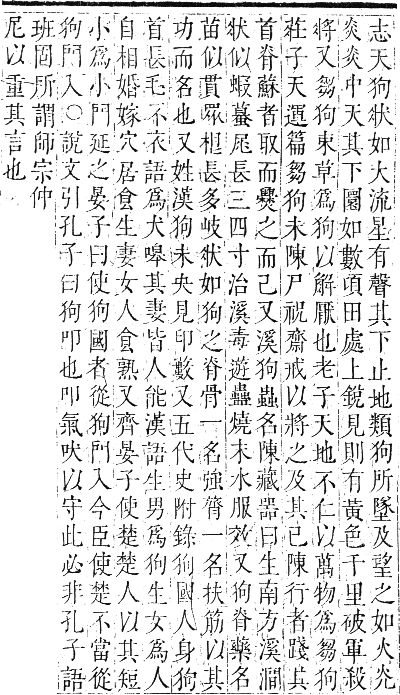 志天狗狀如大流星有聲其下止地類狗所墜及望之如火光
炎炎中天其下圜如數頃田處上銳見則有黃色千里破軍殺
將又芻狗束草爲狗以解厭也老子天地不仁以萬物爲芻狗
莊子天運篇芻狗未陳尸祝齋戒以將之及其已陳行者踐其
首脊蘇者取而爨之而已又溪狗蟲名陳藏器曰生南方溪澗
狀似蝦蟇尾長三四寸治溪毒遊蠱燒末水服效又狗脊藥名
苗似貫眾根長多岐狀如狗之脊骨一名強膂一名扶筋以其
功而名也又姓漢狗未央見印藪又五代史附錄狗國人身狗
首長毛不衣語爲犬嘷其妻皆人能漢語生男爲狗生女爲人
自相婚嫁穴居食生妻女人食熟又齊晏子使楚楚人以其短
小爲小門延之晏子曰使狗國者從狗門入今臣使楚不當從
狗門入○說文引孔子曰狗叩也叩氣吠以守此必非孔子語
班固所謂師宗仲
尼以重其言也